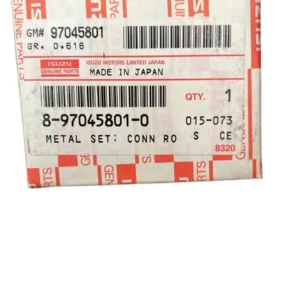 GM# 97045801
GR. 0.616
ISUZU
GENUINE PARTS
ISUZU MOTORS LIMITED JAPAN
MADE IN JAPAN
QTY. 1
8-97045801-0
015-073
METAL SET: CONN RO
S CE
8320